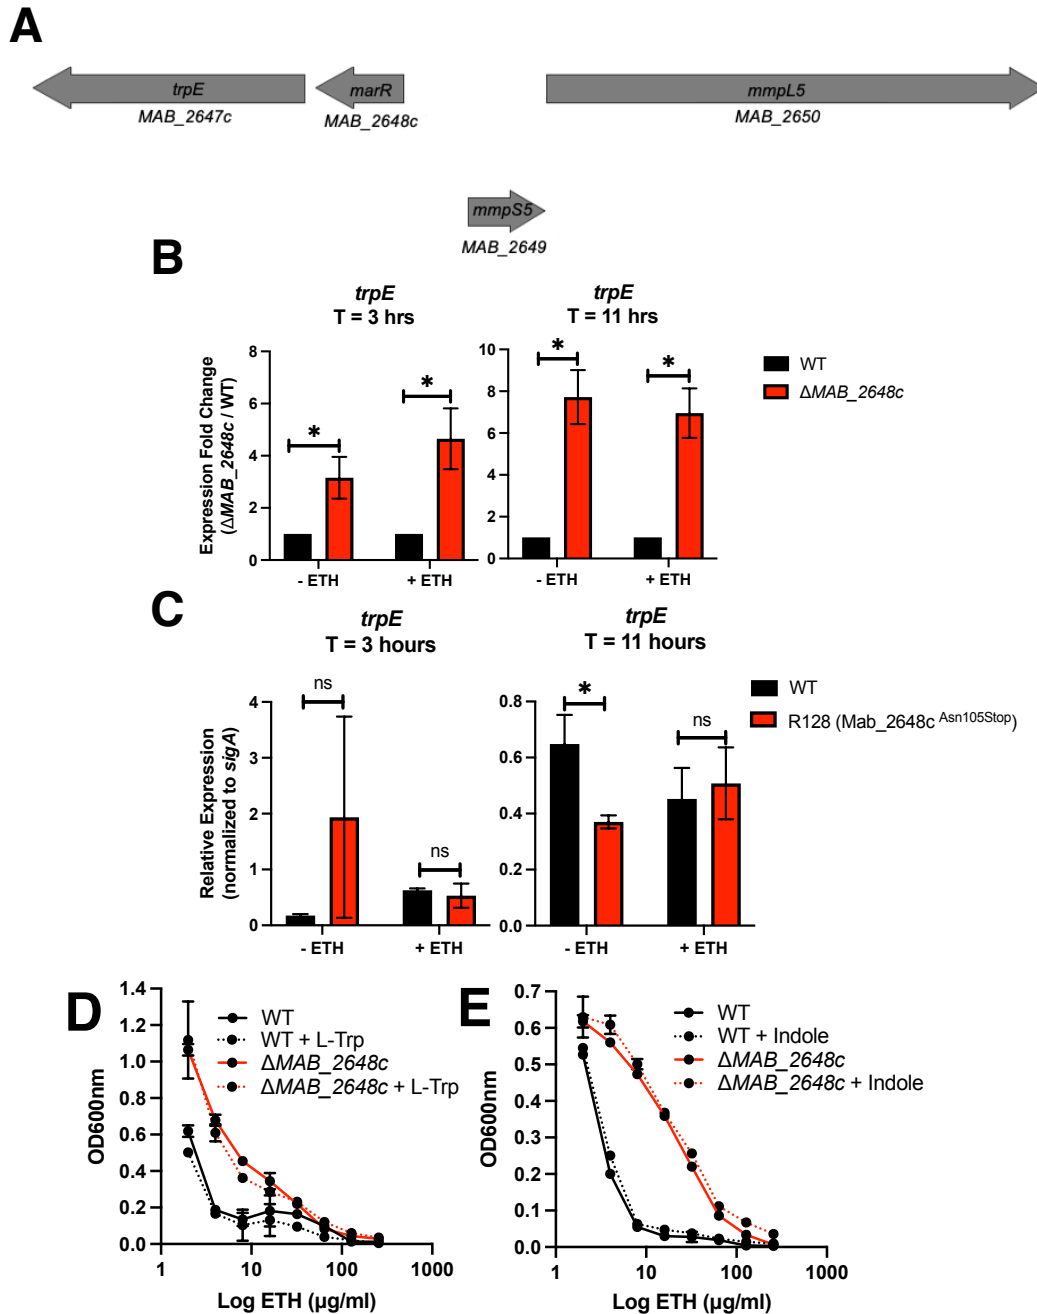 A
trpE
MAB_2647c
marR
MAB_2648c
mmpL5
MAB_2650
mmpS5
MAB_2649
B
trpE
T = 3 hrs
trpE
T = 11 hrs
Expression Fold Change
(ΔMAB_2648c / WT)
8
6
4
2
0
*
*
- ETH
+ ETH
10
8
6
4
2
0
*
*
- ETH
+ ETH
WT
ΔMAB_2648c
C
trpE
T = 3 hours
trpE
T = 11 hours
Relative Expression
(normalized to sigA)
4
3
2
1
0
ns
ns
- ETH
+ ETH
0.8
0.6
0.4
0.2
0.0
*
ns
- ETH
+ ETH
WT
R128 (Mab_2648c Asn105Stop)
D
OD600nm
1.4
1.2
1.0
0.8
0.6
0.4
0.2
0.0
1
10
100
1000
Log ETH (µg/ml)
WT
WT + L-Trp
ΔMAB_2648c
ΔMAB_2648c + L-Trp
E
OD600nm
0.7
0.6
0.5
0.4
0.3
0.2
0.1
0.0
1
10
100
1000
Log ETH (µg/ml)
WT
WT + Indole
ΔMAB_2648c
ΔMAB_2648c + Indole